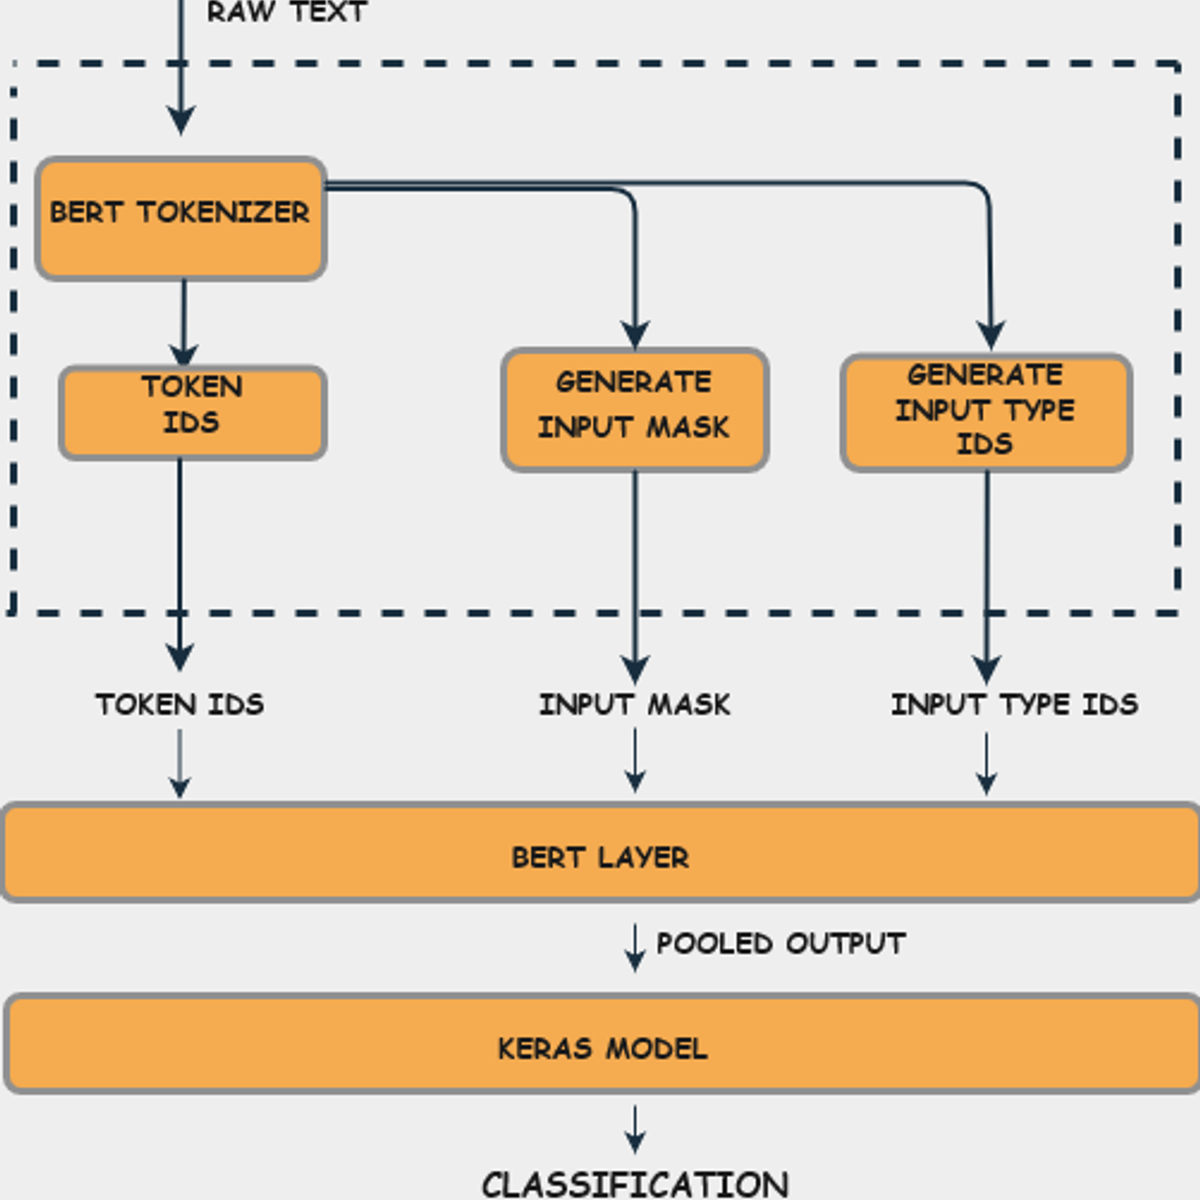 RAW TEXT
BERT TOKENIZER
TOKEN
IDS
GENERATE
INPUT MASK
GENERATE
INPUT TYPE
IDS
TOKEN IDS
INPUT MASK
INPUT TYPE IDS
BERT LAYER
POOLED OUTPUT
KERAS MODEL
CLASSIFICATION